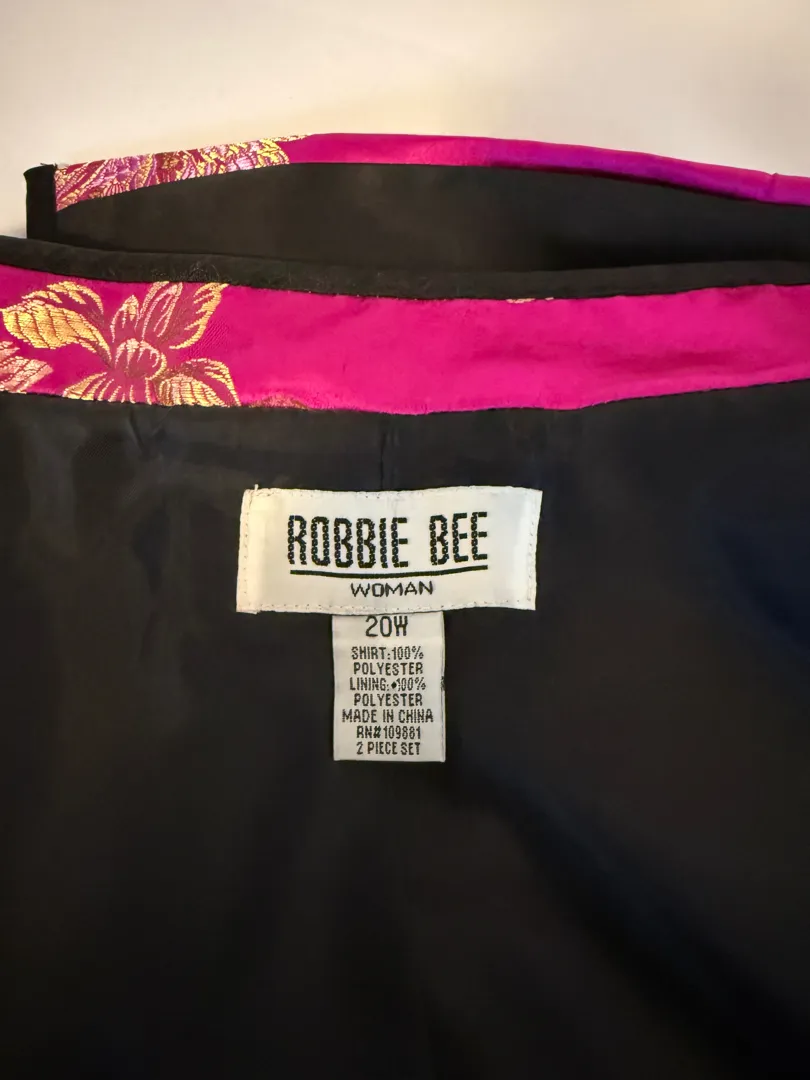 ROBBIE BEE
WOMAN
20W
SHIRT:100%
POLYESTER
LINING:100%
POLYESTER
MADE IN CHINA
RN#109881
2 PIECE SET